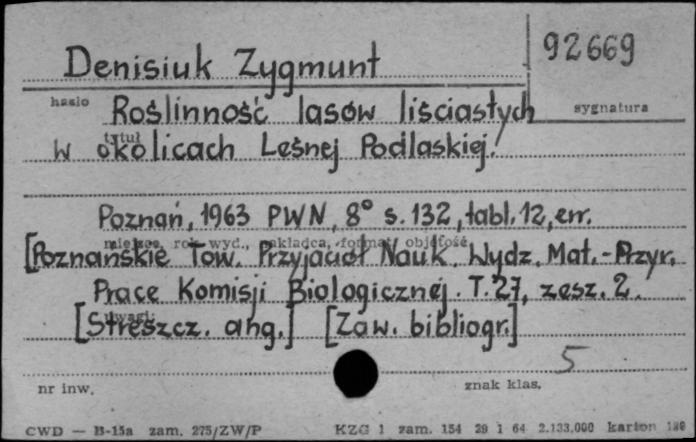 92669
Denisiuk Zygmunt
hasło Roślinność lasów liściastych sygnatura
tytuł
w okolicach Leśnej Podlaskiej.
Poznań, 1963 PWN, 8° s. 132, tabl. 12, err.
miejsce, rok wyd., nakładca, format, objętość
[Poznańskie Tow. Przyjaciół Nauk. Wydz. Mat.-Przyr.
Prace Komisji Biologicznej. T. 27, zesz. 2.
uwagi:
[Streszcz. ang.] [Zaw. bibliogr.]
5
nr inw. znak klas.
CWD — B-15a zam. 275/ZW/P KZG 1 zam. 154 29 1 64 2.133.000 karton